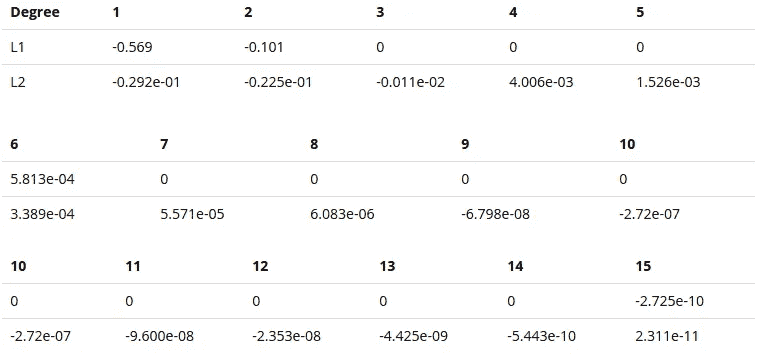 Degree 1 2 3 4 5
L1 -0.569 -0.101 0 0 0
L2 -0.292e-01 -0.225e-01 -0.011e-02 4.006e-03 1.526e-03
6 7 8 9 10
5.813e-04 0 0 0 0
3.389e-04 5.571e-05 6.083e-06 -6.798e-08 -2.72e-07
10 11 12 13 14 15
0 0 0 0 0 -2.725e-10
-2.72e-07 -9.600e-08 -2.353e-08 -4.425e-09 -5.443e-10 2.311e-11